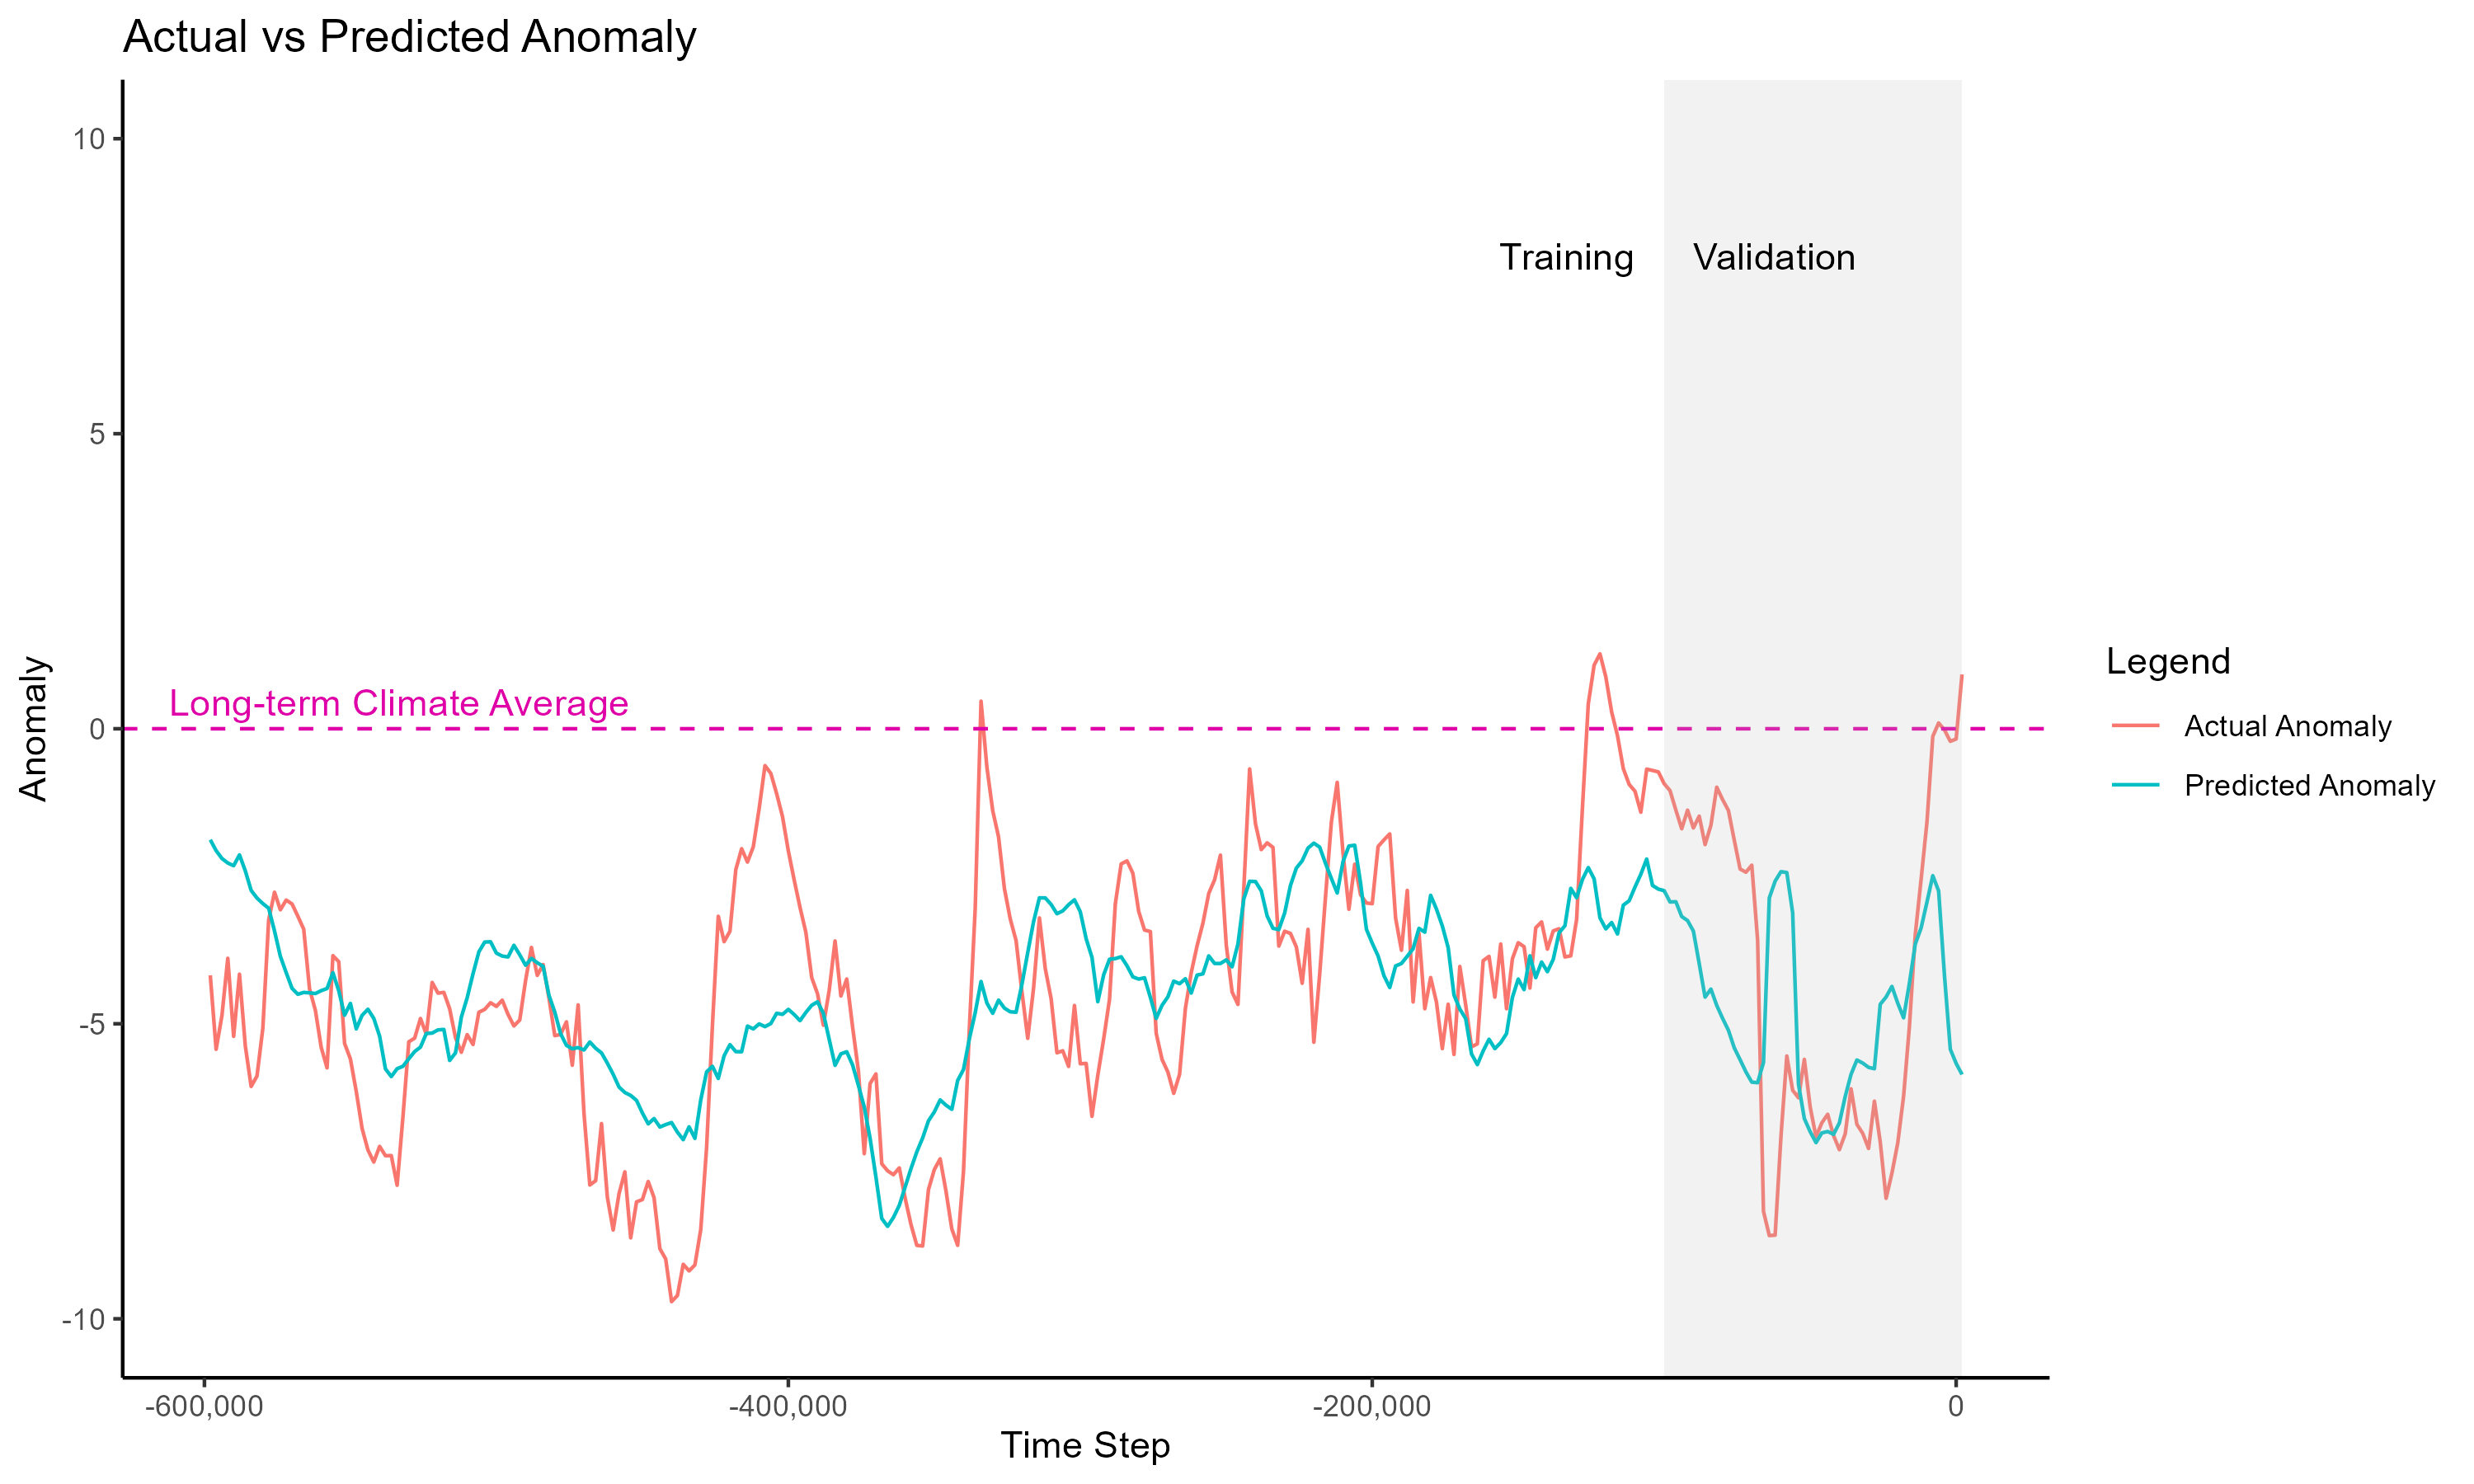 Actual vs Predicted Anomaly
10
5
0
-5
-10
Anomaly
Training
Validation
Long-term Climate Average
-600,000
-400,000
-200,000
0
Time Step
Legend
Actual Anomaly
Predicted Anomaly